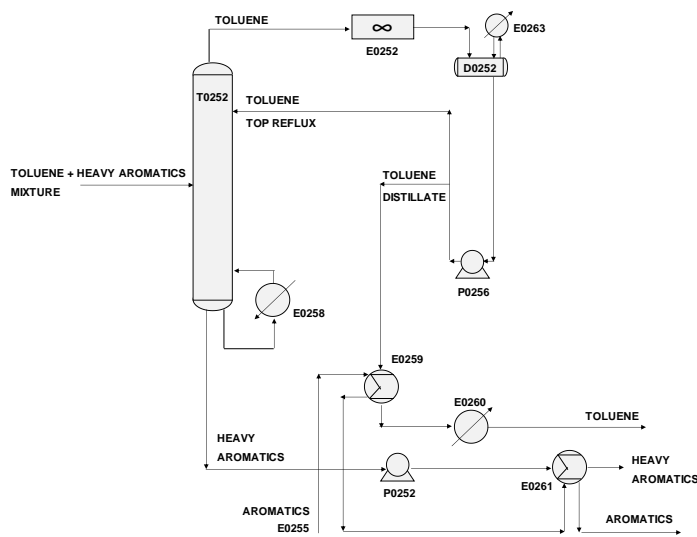 TOLUENE
E0252
E0263
D0252
T0252
TOLUENE
TOP REFLUX
TOLUENE + HEAVY AROMATICS
MIXTURE
TOLUENE
DISTILLATE
P0256
E0258
E0259
E0260
TOLUENE
HEAVY
AROMATICS
HEAVY
AROMATICS
P0252
E0261
AROMATICS
E0255
AROMATICS